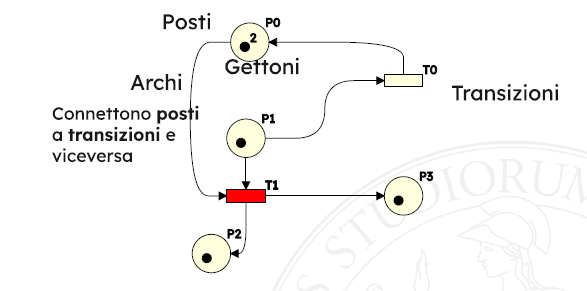 Posti
P0
2
Gettoni
T0
Archi
Transizioni
Connettono posti
a transizioni e
viceversa
P1
T1
P3
P2
STUDIORUM